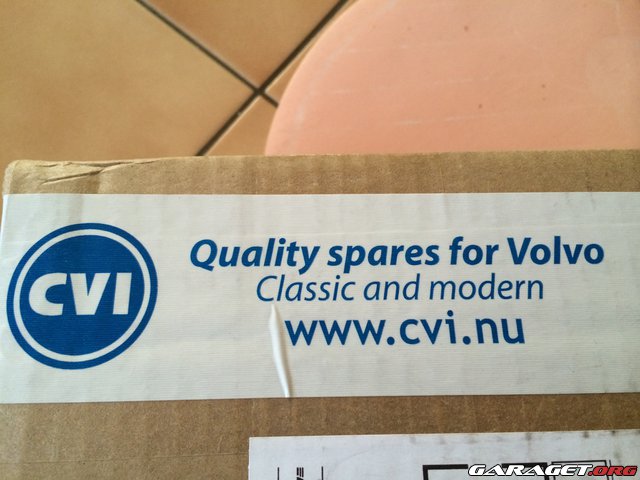 CVI
Quality spares for Volvo
Classic and modern
www.cvi.nu
GARAGET.ORG